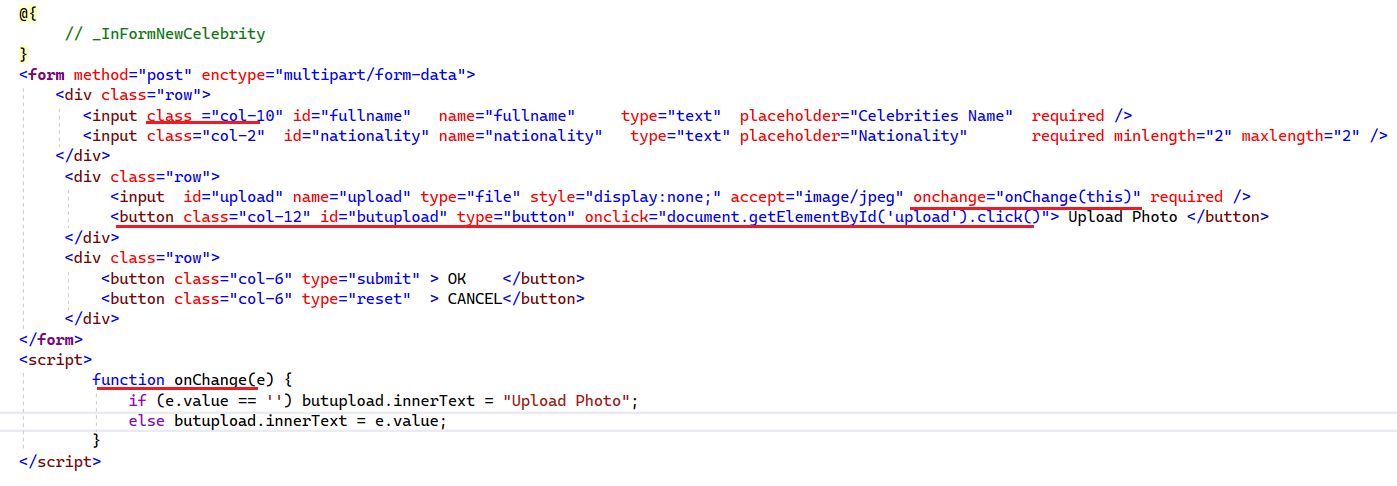 @{
// _InFormNewCelebrity
}
<form method="post" enctype="multipart/form-data">
<div class="row">
<input class ="col-10" id="fullname" name="fullname" type="text" placeholder="Celebrities Name" required />
<input class="col-2" id="nationality" name="nationality" type="text" placeholder="Nationality" required minlength="2" maxlength="2" />
</div>
<div class="row">
<input id="upload" name="upload" type="file" style="display:none;" accept="image/jpeg" onchange="onChange(this)" required />
<button class="col-12" id="butupload" type="button" onclick="document.getElementById('upload').click()"> Upload Photo </button>
</div>
<div class="row">
<button class="col-6" type="submit" > OK </button>
<button class="col-6" type="reset" > CANCEL</button>
</div>
</form>
<script>
function onChange(e) {
if (e.value == '') butupload.innerText = "Upload Photo";
else butupload.innerText = e.value;
}
</script>